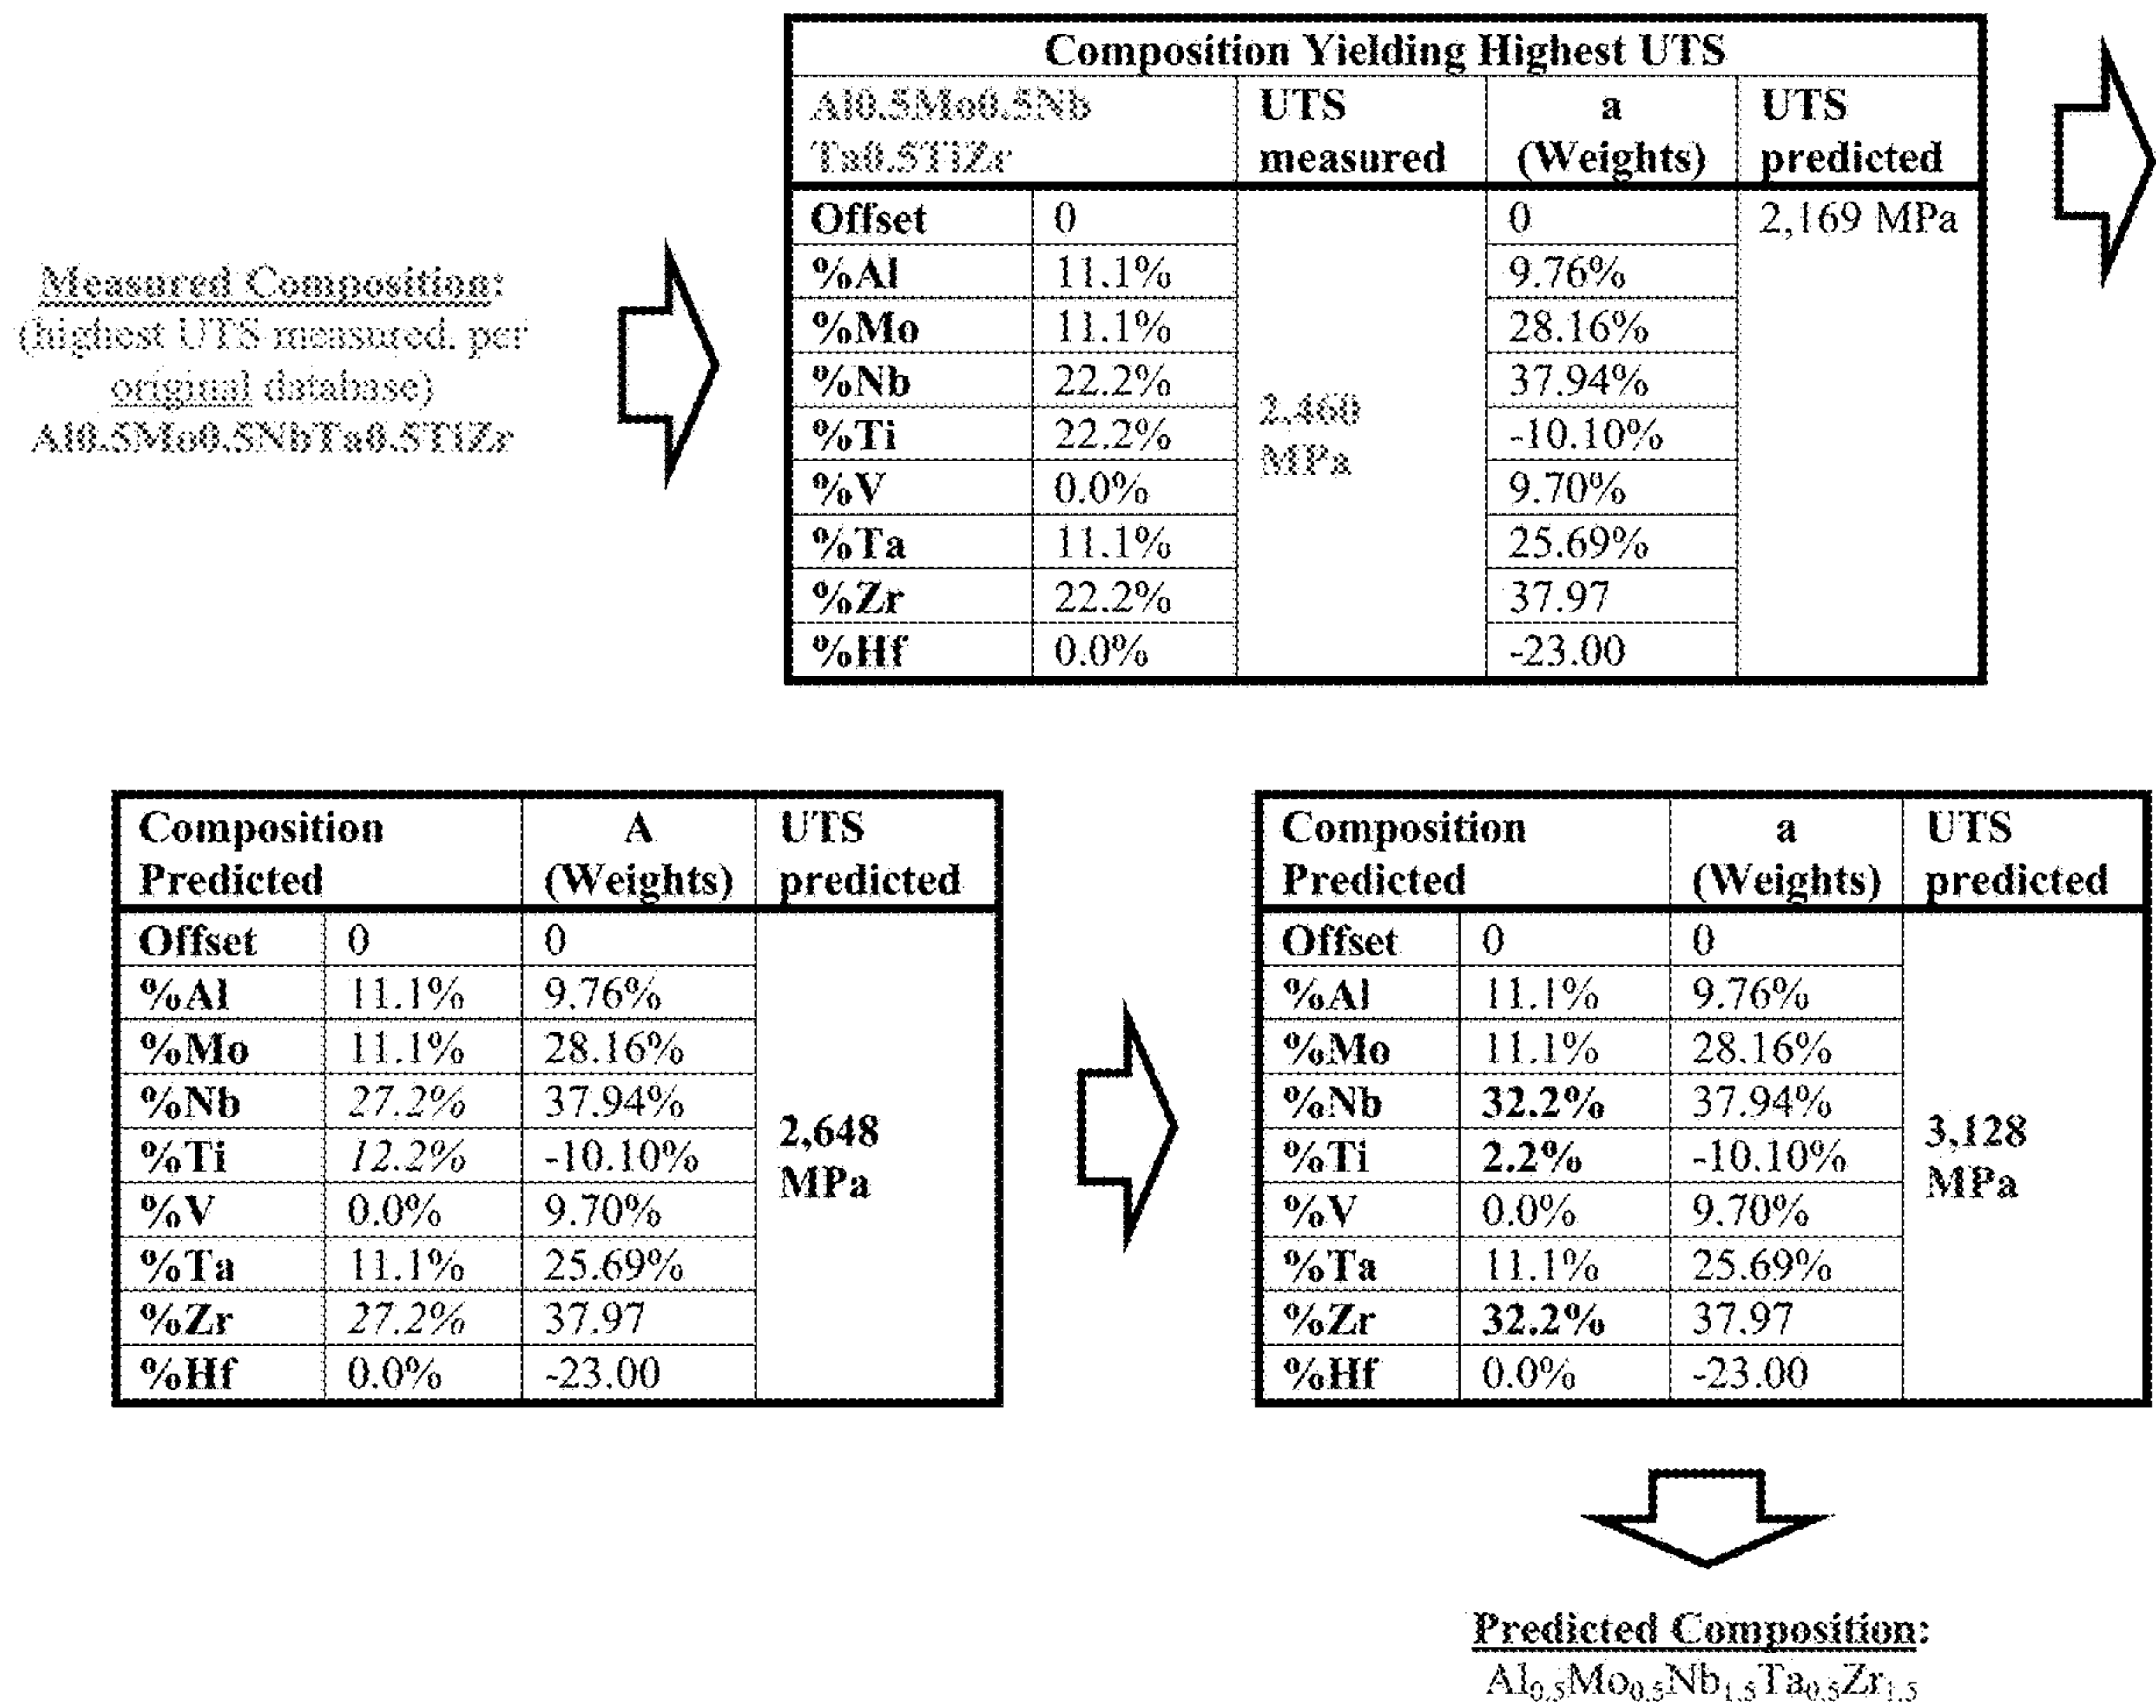 Composition Yielding Highest UTS
Al0.5Mo0.5Nb Ta0.5TiZr UTS measured a (Weights) UTS predicted
Offset 0 2,460 MPa 0 2,169 MPa
%Al 11.1% 9.76%
%Mo 11.1% 28.16%
%Nb 22.2% 37.94%
%Ti 22.2% -10.10%
%V 0.0% 9.70%
%Ta 11.1% 25.69%
%Zr 22.2% 37.97
%Hf 0.0% -23.00
Measured Composition:
(highest UTS measured, per
original database)
Al0.5Mo0.5NbTa0.5TiZr
Composition Predicted A (Weights) UTS predicted
Offset 0 0 2,648 MPa
%Al 11.1% 9.76%
%Mo 11.1% 28.16%
%Nb 27.2% 37.94%
%Ti 12.2% -10.10%
%V 0.0% 9.70%
%Ta 11.1% 25.69%
%Zr 27.2% 37.97
%Hf 0.0% -23.00
Composition Predicted a (Weights) UTS predicted
Offset 0 0 3,128 MPa
%Al 11.1% 9.76%
%Mo 11.1% 28.16%
%Nb 32.2% 37.94%
%Ti 2.2% -10.10%
%V 0.0% 9.70%
%Ta 11.1% 25.69%
%Zr 32.2% 37.97
%Hf 0.0% -23.00
Predicted Composition:
Al0.5Mo0.5Nb1.5Ta0.5Zr1.5